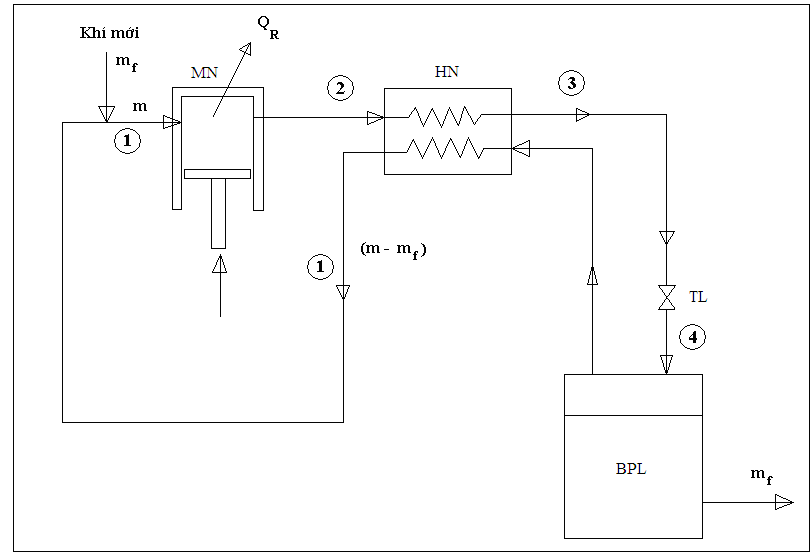 Khí mới
m_f
m
1
MN
Q_R
2
HN
3
1
(m - m_f)
TL
4
BPL
m_f